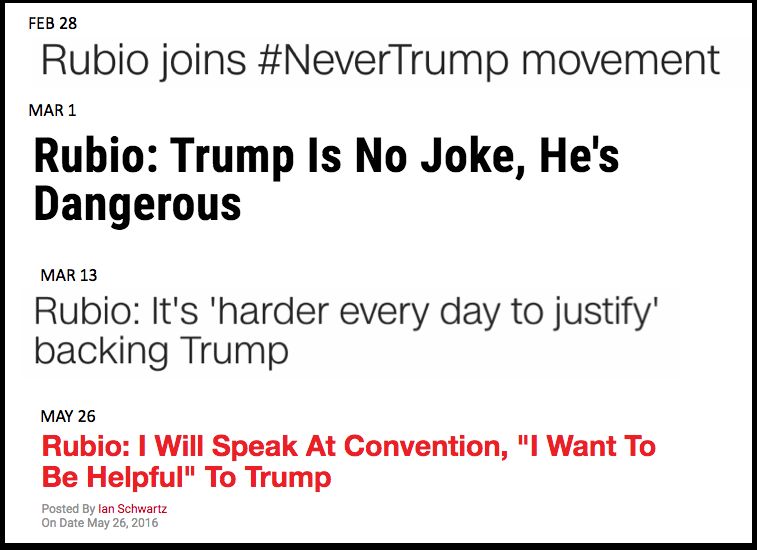 FEB 28
Rubio joins #NeverTrump movement
MAR 1
Rubio: Trump Is No Joke, He's
Dangerous
MAR 13
Rubio: It's 'harder every day to justify'
backing Trump
MAY 26
Rubio: I Will Speak At Convention, "I Want To
Be Helpful" To Trump
Posted By Ian Schwartz
On Date May 26, 2016